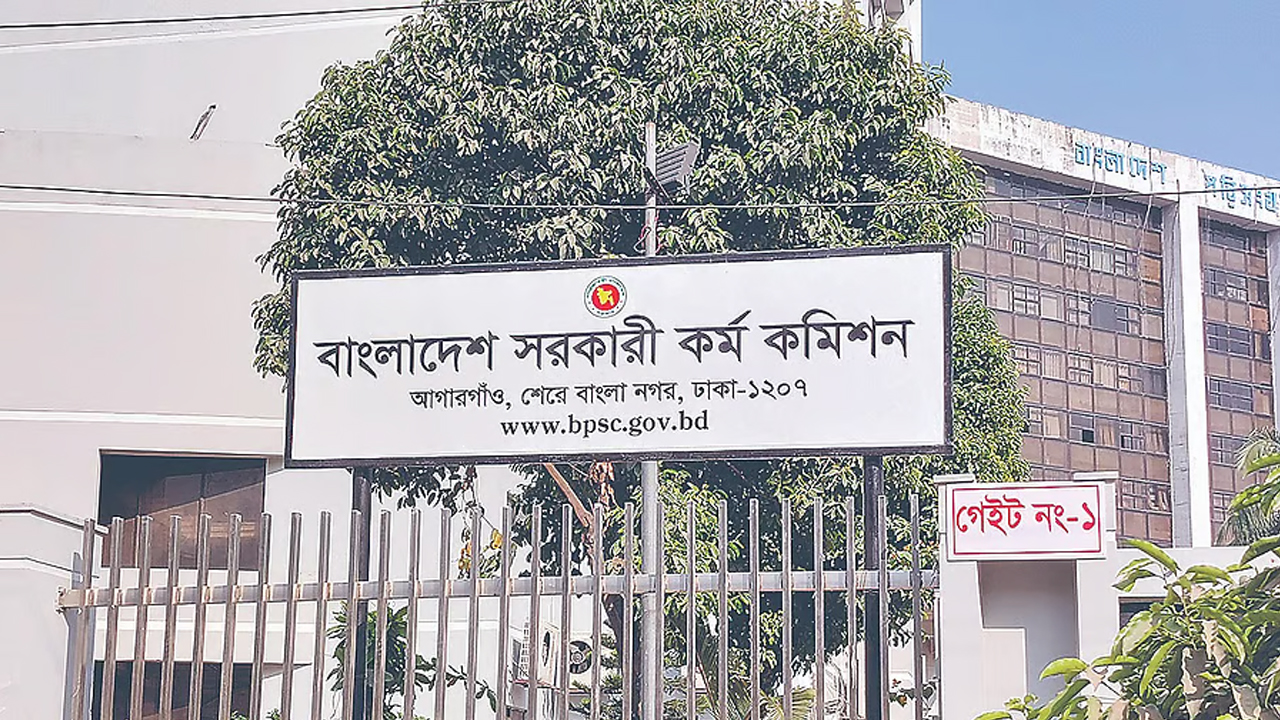 বাংলাদেশ সরকারী কর্ম কমিশন
আগারগাঁও, শেরে বাংলা নগর, ঢাকা-১২০৭
www.bpsc.gov.bd
গেইট নং-১
বাংলাদেশ